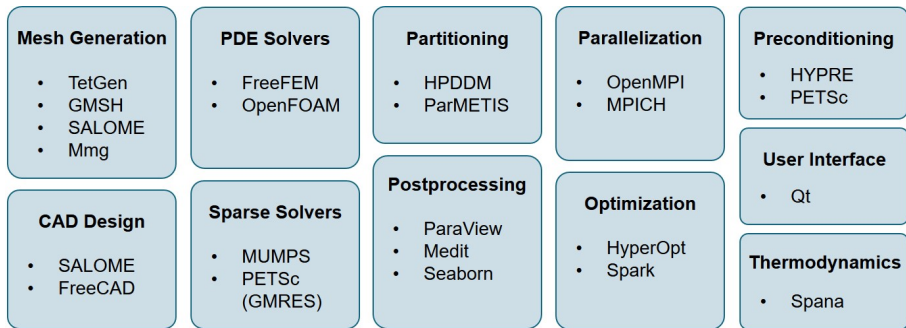 Mesh Generation
• TetGen
• GMSH
• SALOME
• Mmg
CAD Design
• SALOME
• FreeCAD
PDE Solvers
• FreeFEM
• OpenFOAM
Sparse Solvers
• MUMPS
• PETSc
(GMRES)
Partitioning
• HPDDM
• ParMETIS
Postprocessing
• ParaView
• Medit
• Seaborn
Parallelization
• OpenMPI
• MPICH
Optimization
• HyperOpt
• Spark
Preconditioning
• HYPRE
• PETSc
User Interface
• Qt
Thermodynamics
• Spana